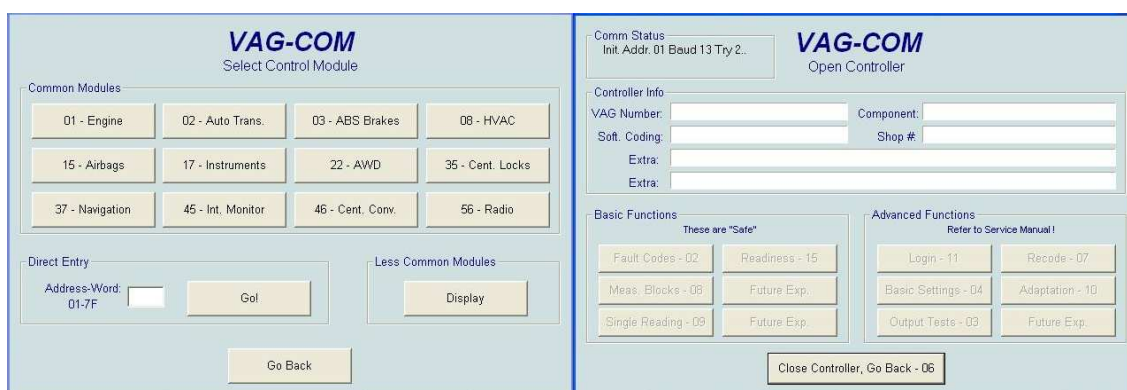 VAG-COM
Select Control Module
Common Modules
01 - Engine
02 - Auto Trans.
03 - ABS Brakes
08 - HVAC
15 - Airbags
17 - Instruments
22 - AWD
35 - Cent. Locks
37 - Navigation
45 - Int. Monitor
46 - Cent. Conv.
56 - Radio
Direct Entry
Address-Word:
01-7F
Go!
Less Common Modules
Display
Go Back
Comm Status
Init. Addr. 01 Baud 13 Try 2..
VAG-COM
Open Controller
Controller Info
VAG Number:
Component:
Soft. Coding:
Shop #:
Extra:
Extra:
Basic Functions
These are "Safe"
Fault Codes - 02
Readiness - 15
Meas. Blocks - 08
Future Exp.
Single Reading - 09
Future Exp.
Advanced Functions
Refer to Service Manual !
Login - 11
Recode - 07
Basic Settings - 04
Adaptation - 10
Output Tests - 03
Future Exp.
Close Controller, Go Back - 06